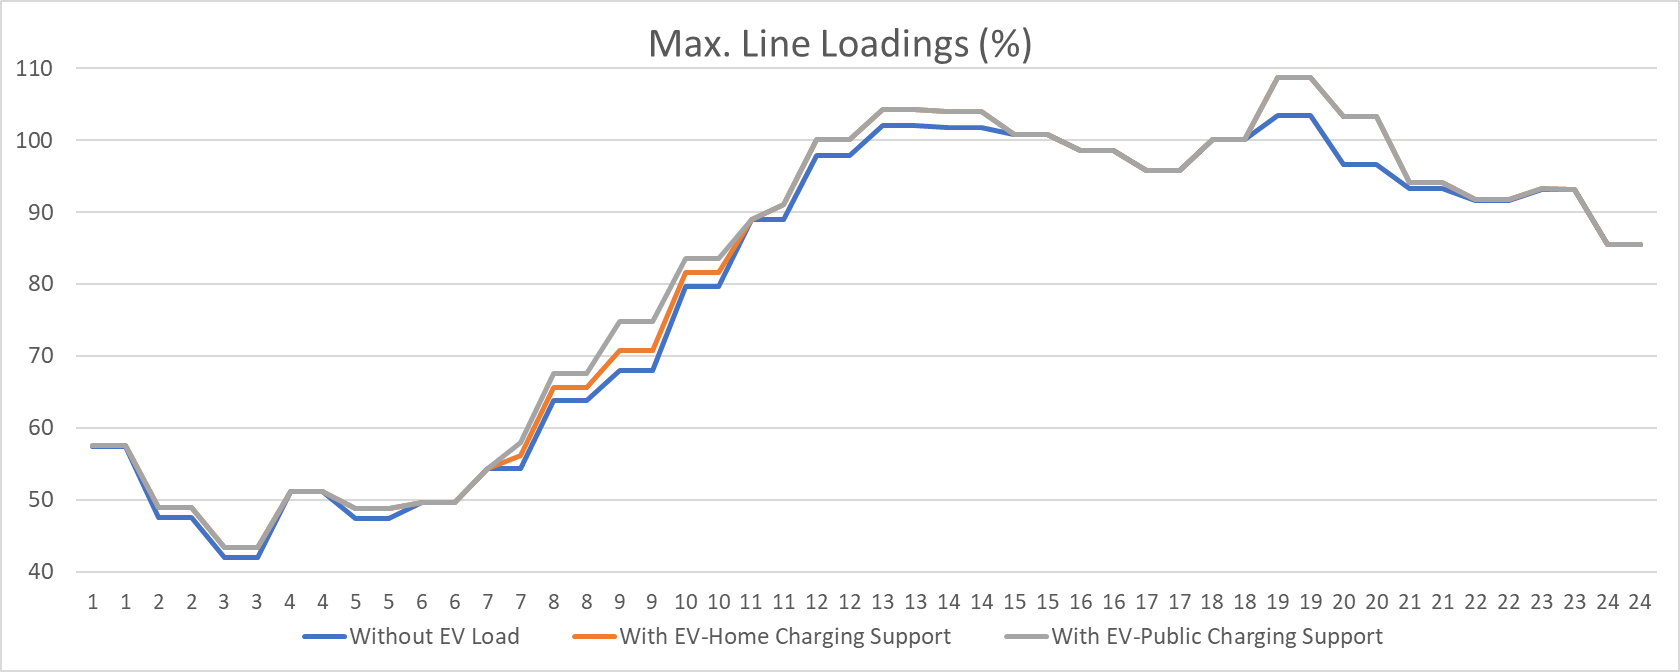 Max. Line Loadings (%)
110
100
90
80
70
60
50
40
1 1 2 2 3 3 4 4 5 5 6 6 7 7 8 8 9 9 10 10 11 11 12 12 13 13 14 14 15 15 16 16 17 17 18 18 19 19 20 20 21 21 22 22 23 23 24 24
Without EV Load With EV-Home Charging Support With EV-Public Charging Support